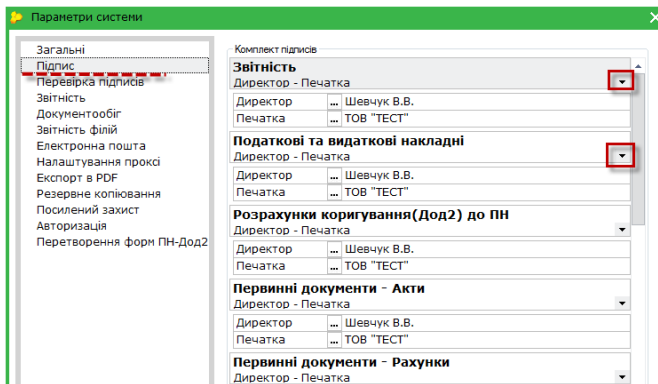 Параметри системи
Загальні
Підпис
Перевірка підписів
Звітність
Документообіг
Звітність філій
Електронна пошта
Налаштування проксі
Експорт в PDF
Резервне копіювання
Посилений захист
Авторизація
Перетворення форм ПН-Дод2
Комплект підписів
Звітність
Директор - Печатка
Директор ... Шевчук В.В.
Печатка ... ТОВ "ТЕСТ"
Податкові та видаткові накладні
Директор - Печатка
Директор ... Шевчук В.В.
Печатка ... ТОВ "ТЕСТ"
Розрахунки коригування(Дод2) до ПН
Директор - Печатка
Директор ... Шевчук В.В.
Печатка ... ТОВ "ТЕСТ"
Первинні документи - Акти
Директор - Печатка
Директор ... Шевчук В.В.
Печатка ... ТОВ "ТЕСТ"
Первинні документи - Рахунки
Директор - Печатка